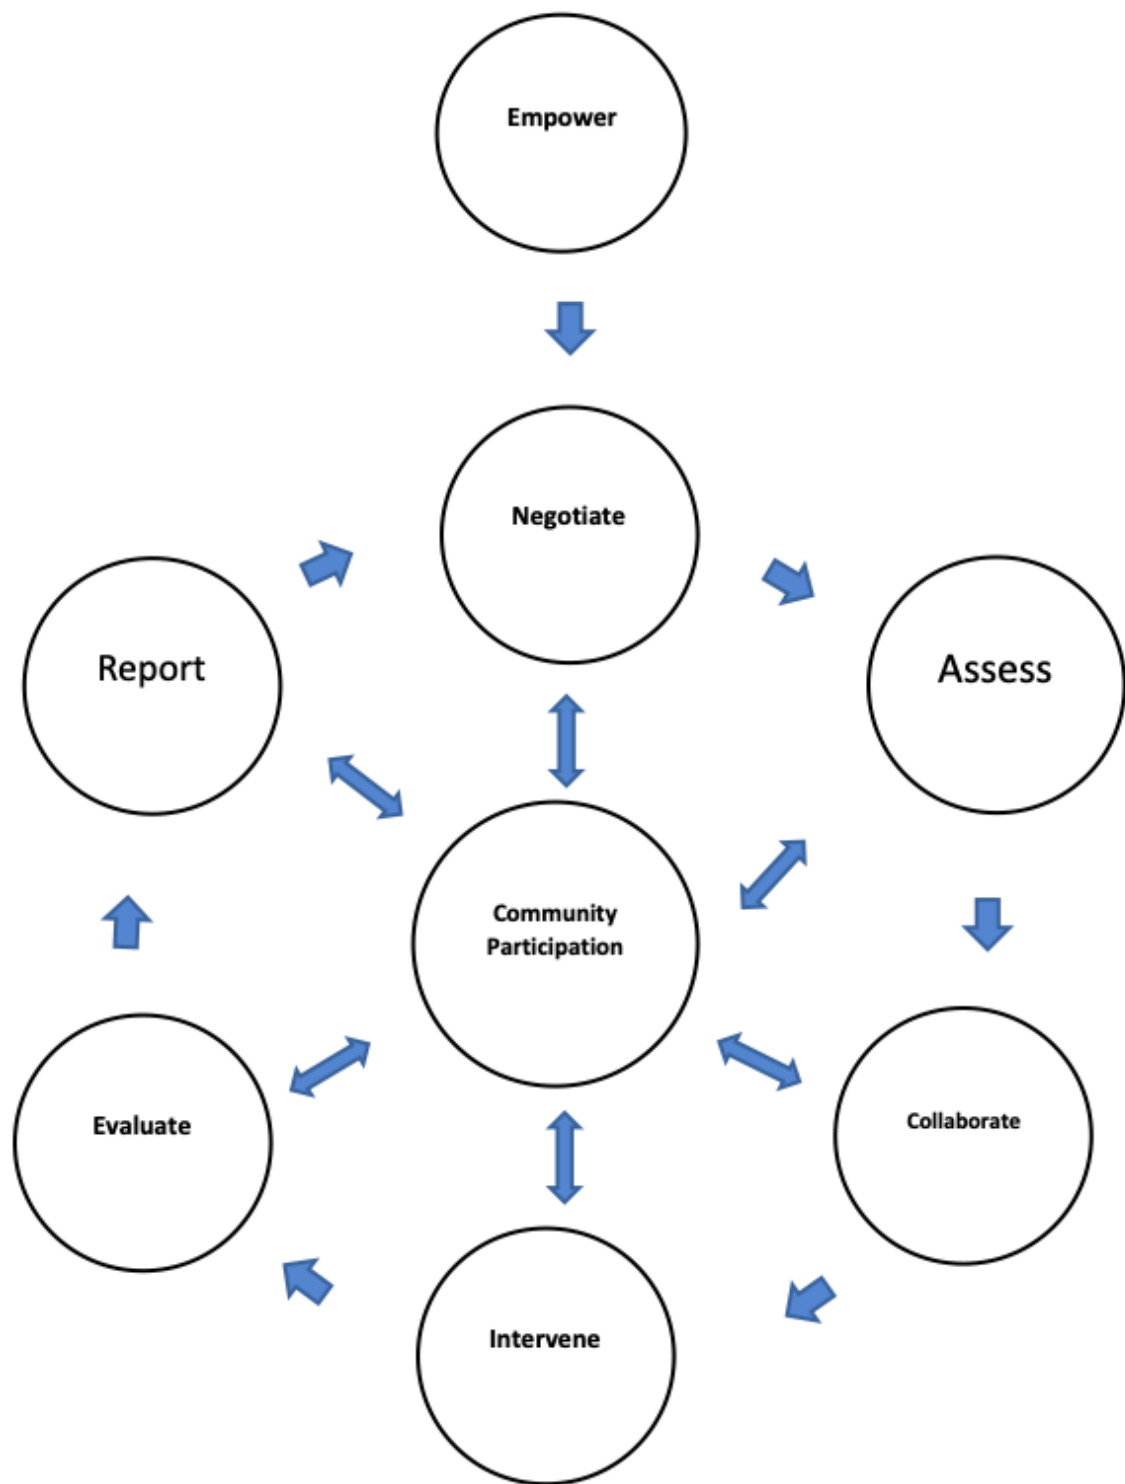 Empower
Negotiate
Report
Assess
Community
Participation
Evaluate
Collaborate
Intervene